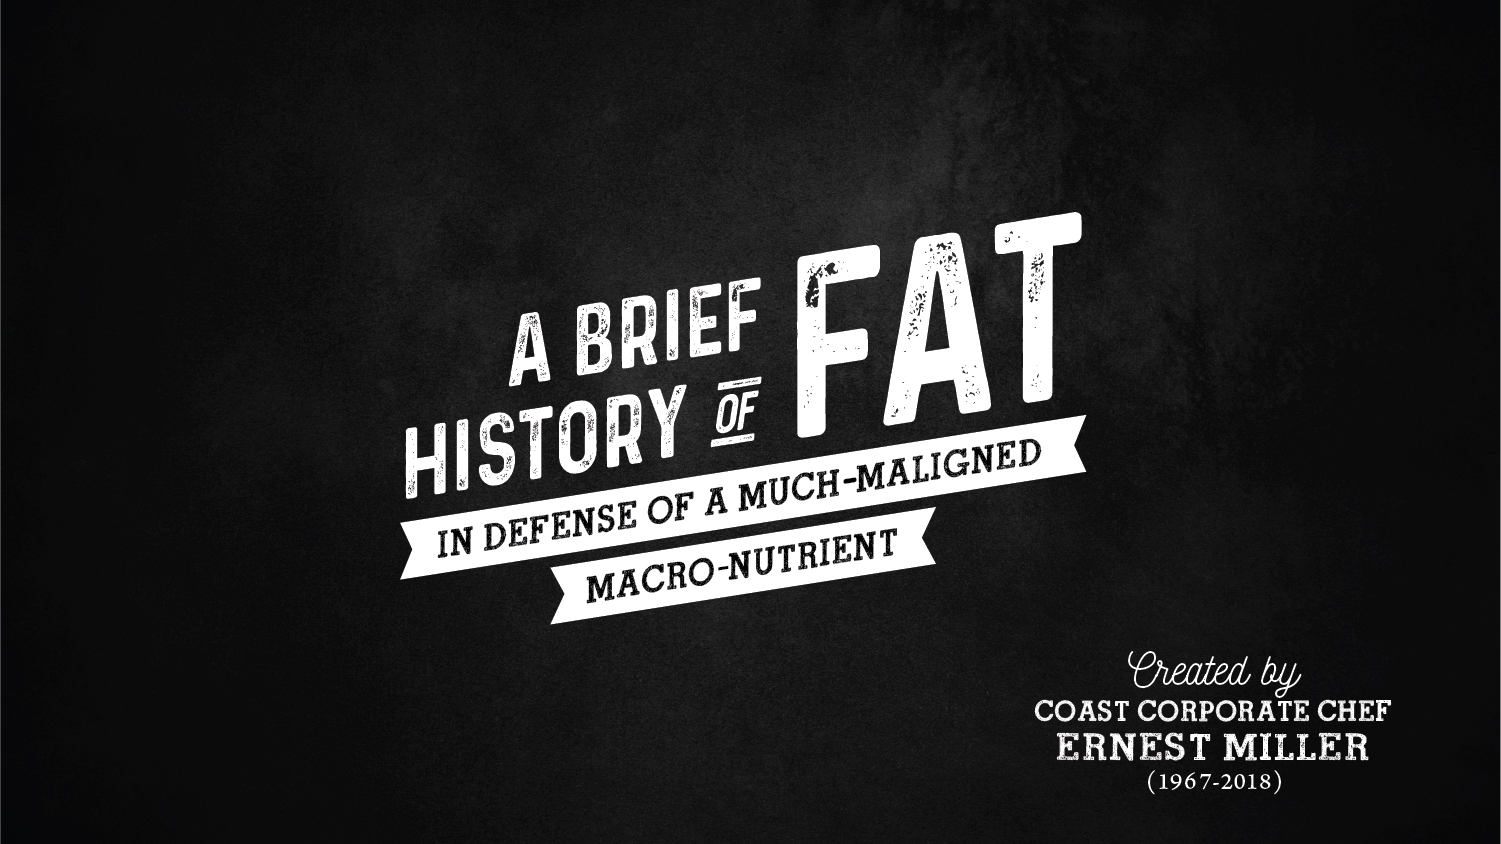 A BRIEF
HISTORY OF FAT
IN DEFENSE OF A MUCH-MALIGNED
MACRO-NUTRIENT
Created by
COAST CORPORATE CHEF
ERNEST MILLER
(1967-2018)